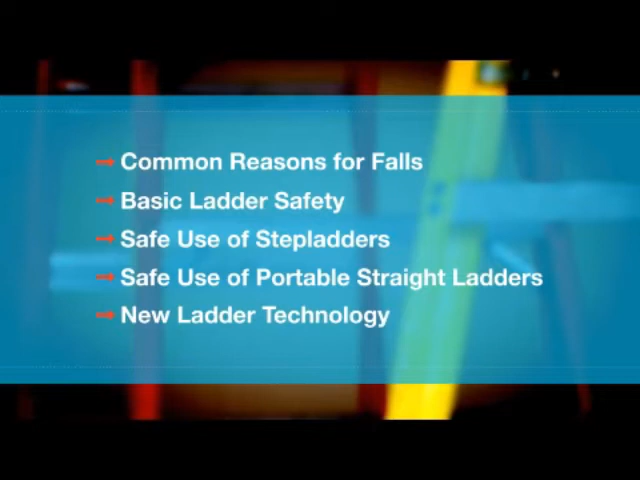 Common Reasons for Falls
Basic Ladder Safety
Safe Use of Stepladders
Safe Use of Portable Straight Ladders
New Ladder Technology